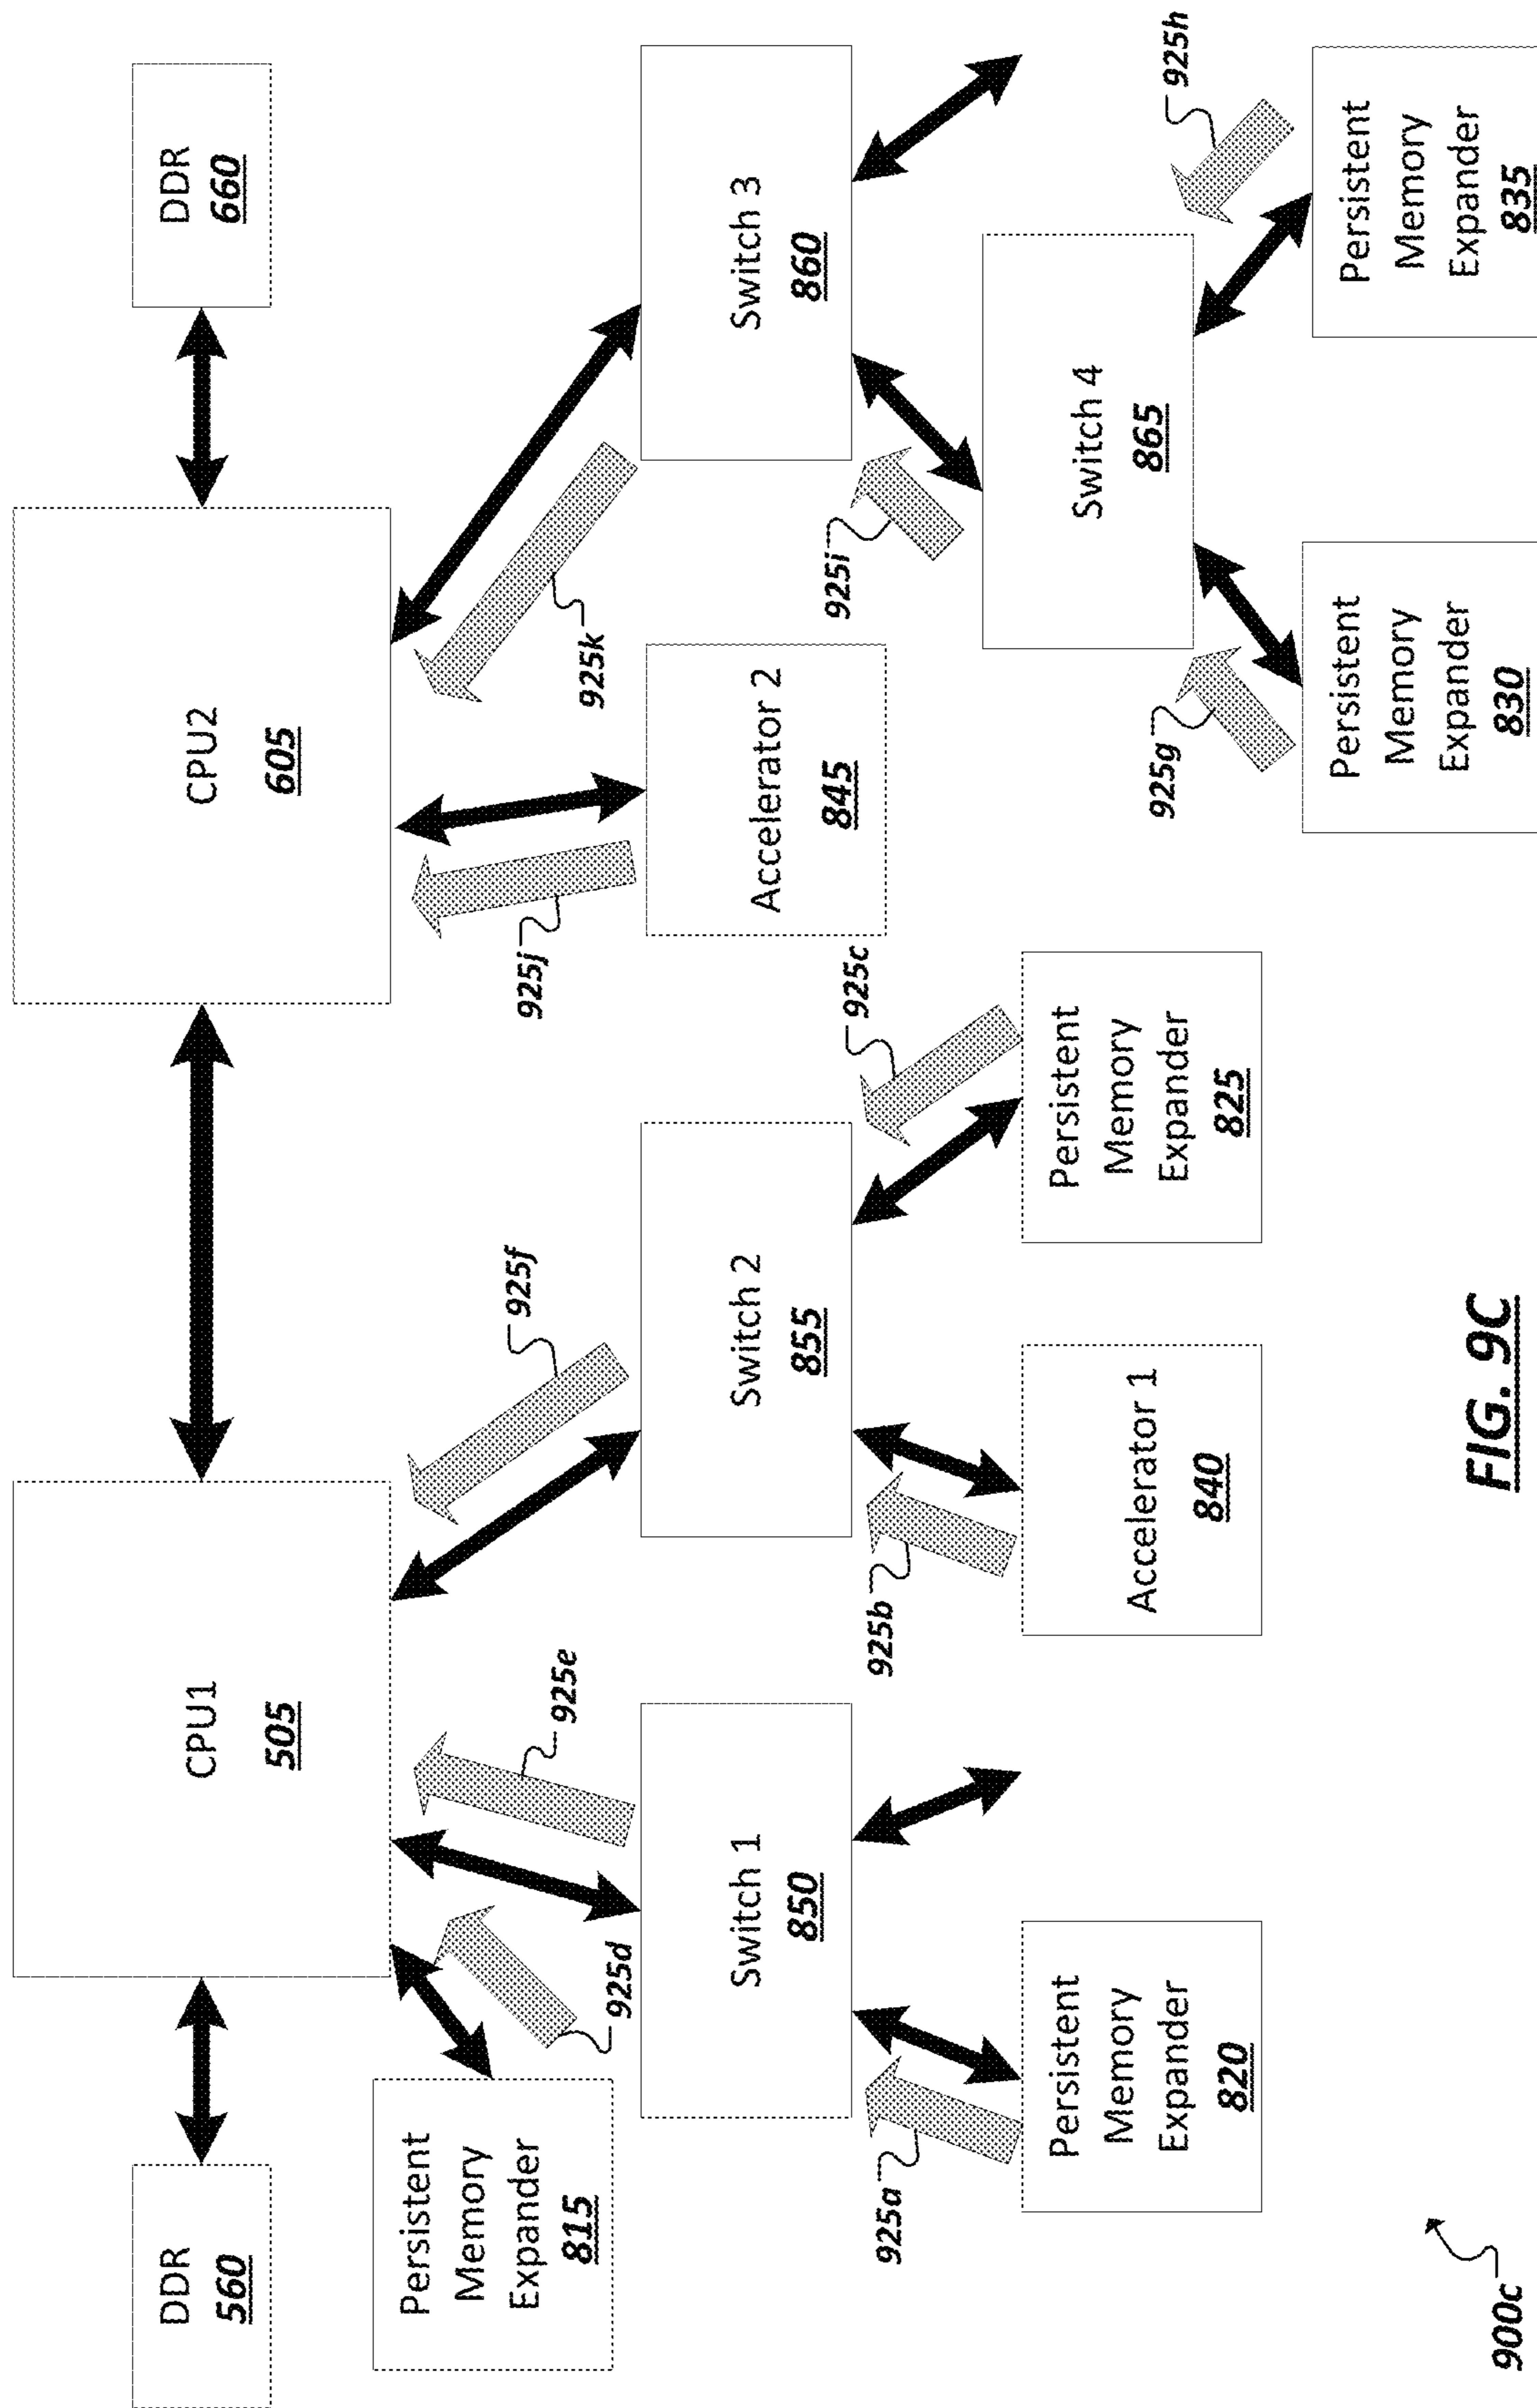 DDR
560
CPU1
505
CPU2
605
DDR
660
Persistent
Memory
Expander
815
925d
925e
925f
925j
925k
Switch 1
850
Switch 2
855
Accelerator 2
845
Switch 3
860
925a
925b
925c
925i
Persistent
Memory
Expander
820
Accelerator 1
840
Persistent
Memory
Expander
825
Switch 4
865
925g
925h
Persistent
Memory
Expander
830
Persistent
Memory
Expander
835
900c
FIG. 9C